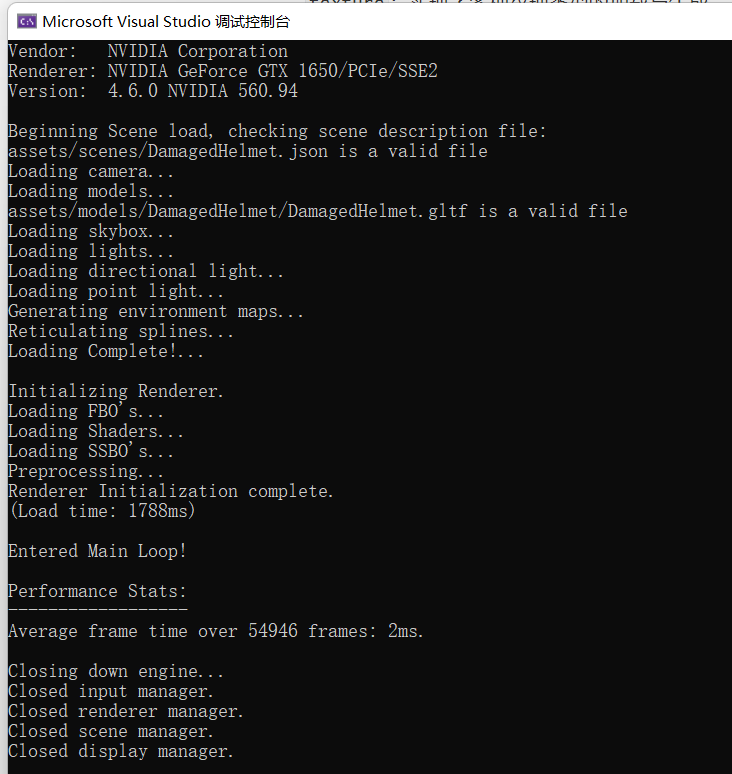 Microsoft Visual Studio 调试控制台
Vendor:   NVIDIA Corporation
Renderer: NVIDIA GeForce GTX 1650/PCIe/SSE2
Version:  4.6.0 NVIDIA 560.94
Beginning Scene load, checking scene description file:
assets/scenes/DamagedHelmet.json is a valid file
Loading camera...
Loading models...
assets/models/DamagedHelmet/DamagedHelmet.gltf is a valid file
Loading skybox...
Loading lights...
Loading directional light...
Loading point light...
Generating environment maps...
Reticulating splines...
Loading Complete!...
Initializing Renderer.
Loading FBO's...
Loading Shaders...
Loading SSBO's...
Preprocessing...
Renderer Initialization complete.
(Load time: 1788ms)
Entered Main Loop!
Performance Stats:
------------------
Average frame time over 54946 frames: 2ms.
Closing down engine...
Closed input manager.
Closed renderer manager.
Closed scene manager.
Closed display manager.